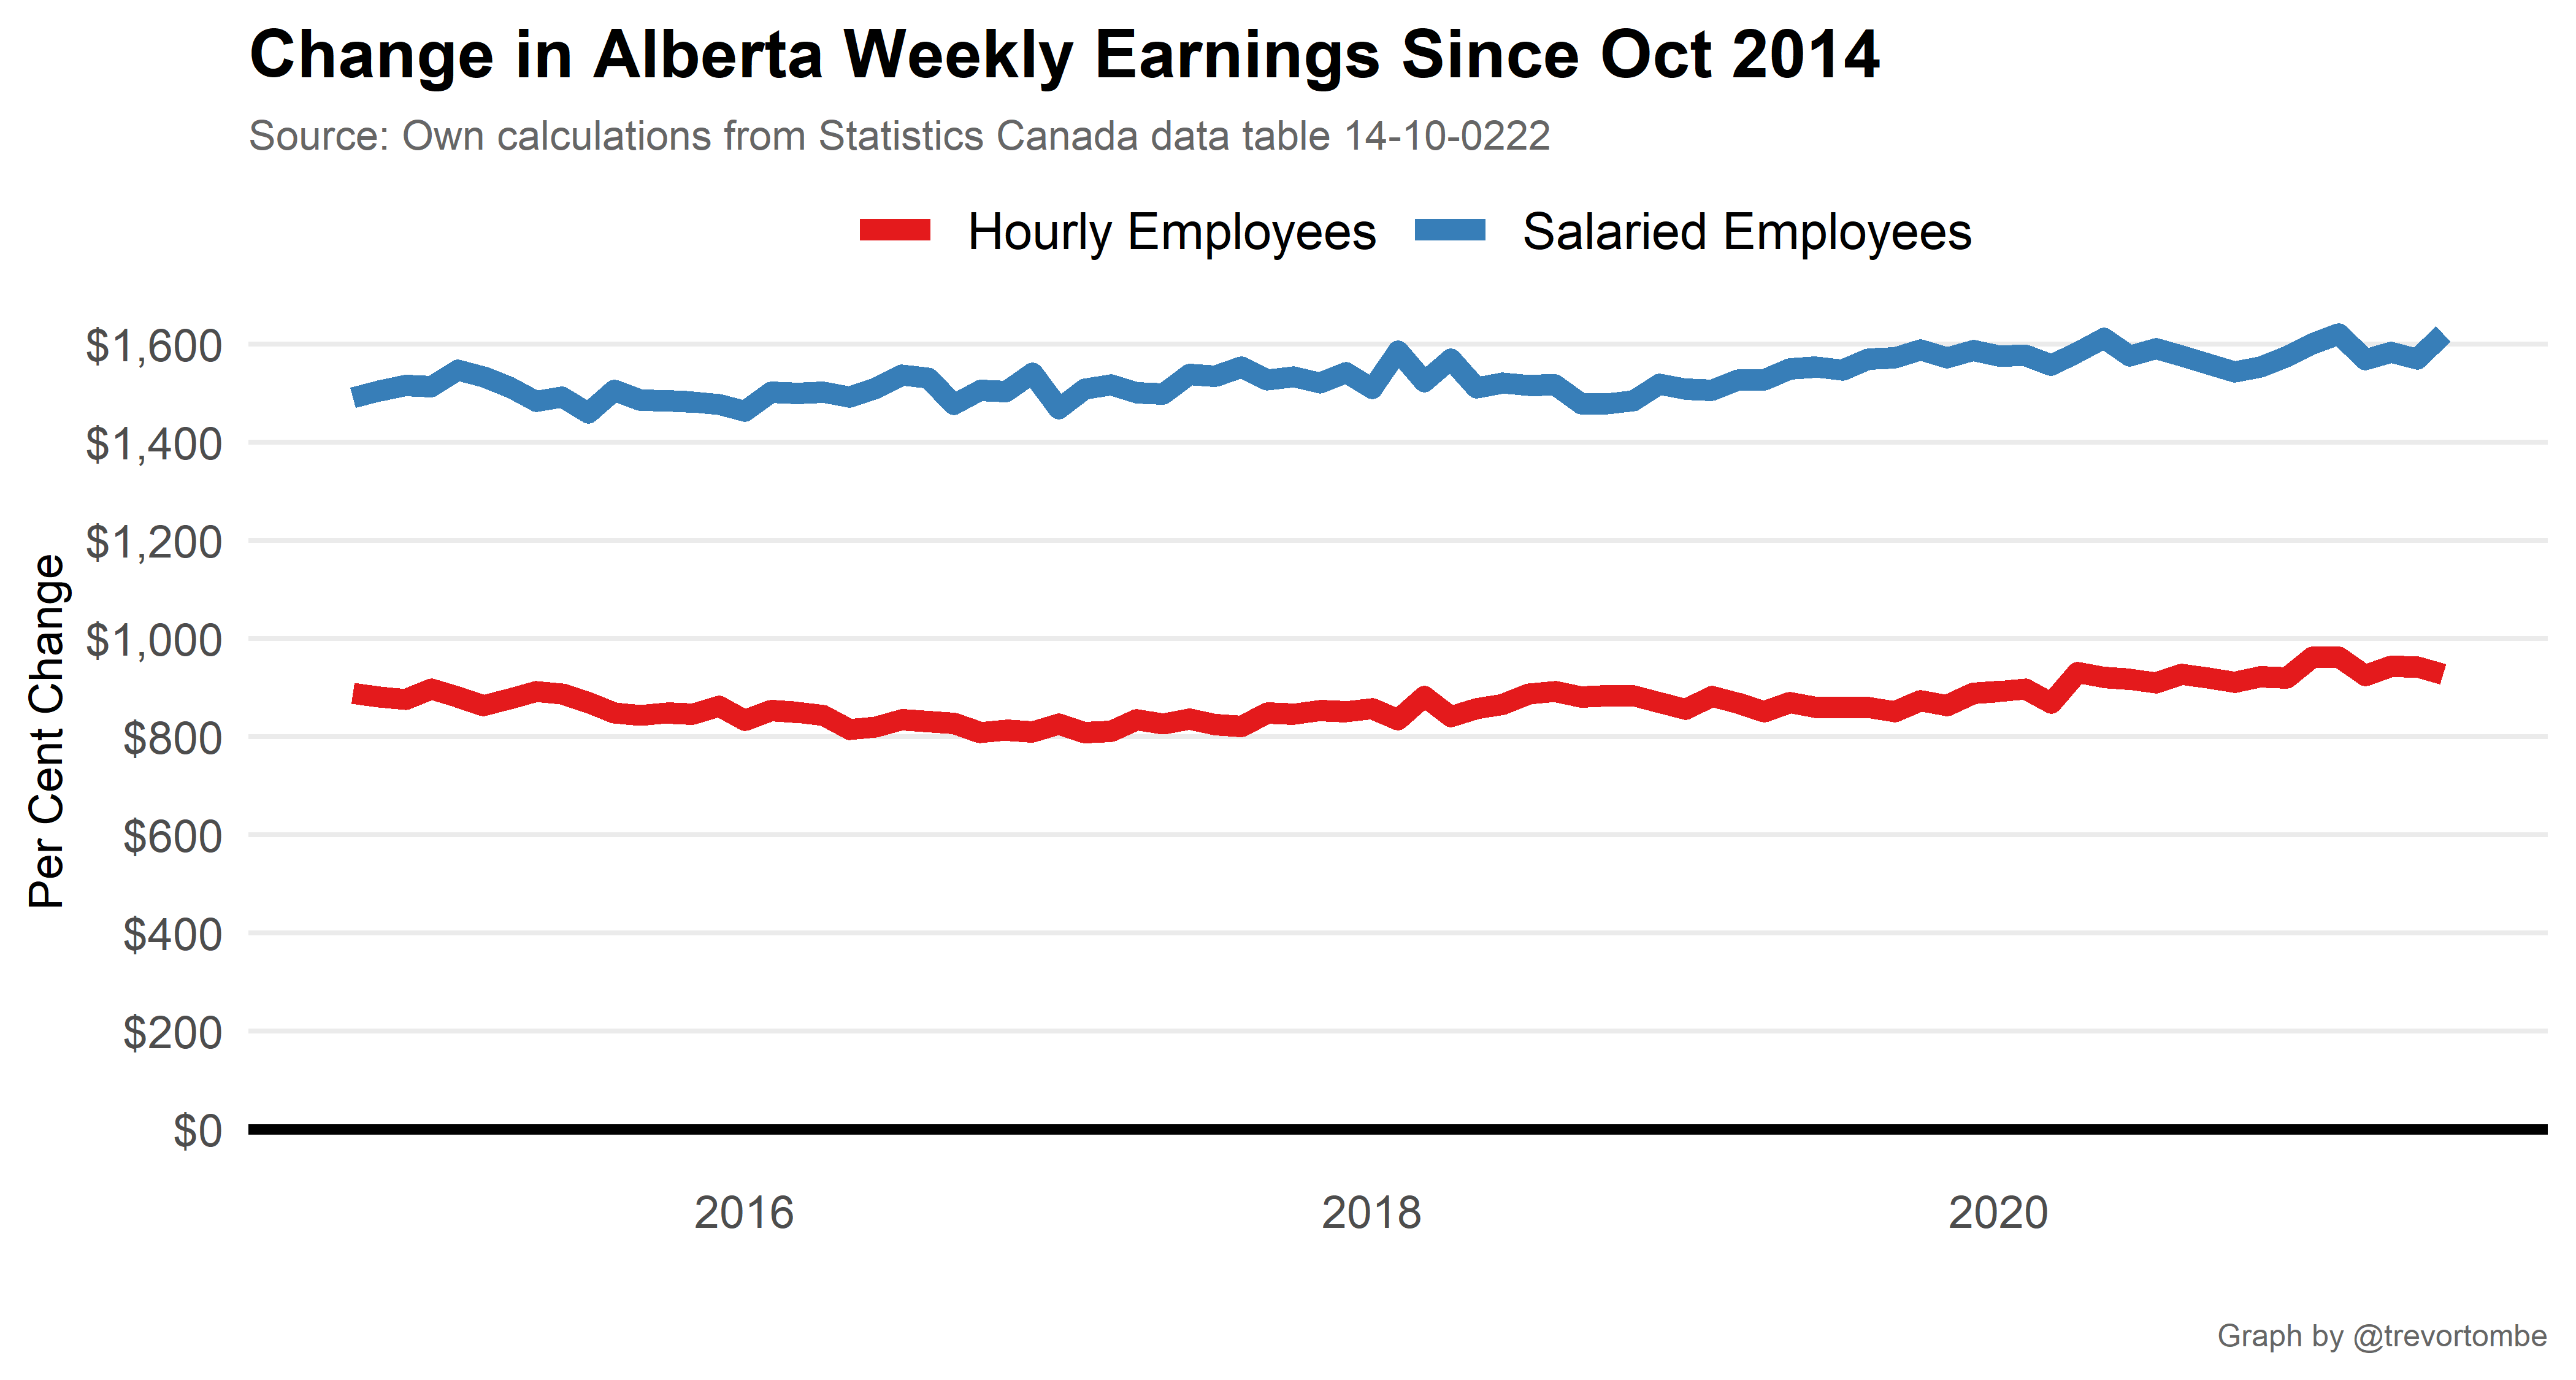 Change in Alberta Weekly Earnings Since Oct 2014
Source: Own calculations from Statistics Canada data table 14-10-0222
Hourly Employees Salaried Employees
Per Cent Change
$1,600
$1,400
$1,200
$1,000
$800
$600
$400
$200
$0
2016 2018 2020
Graph by @trevortombe